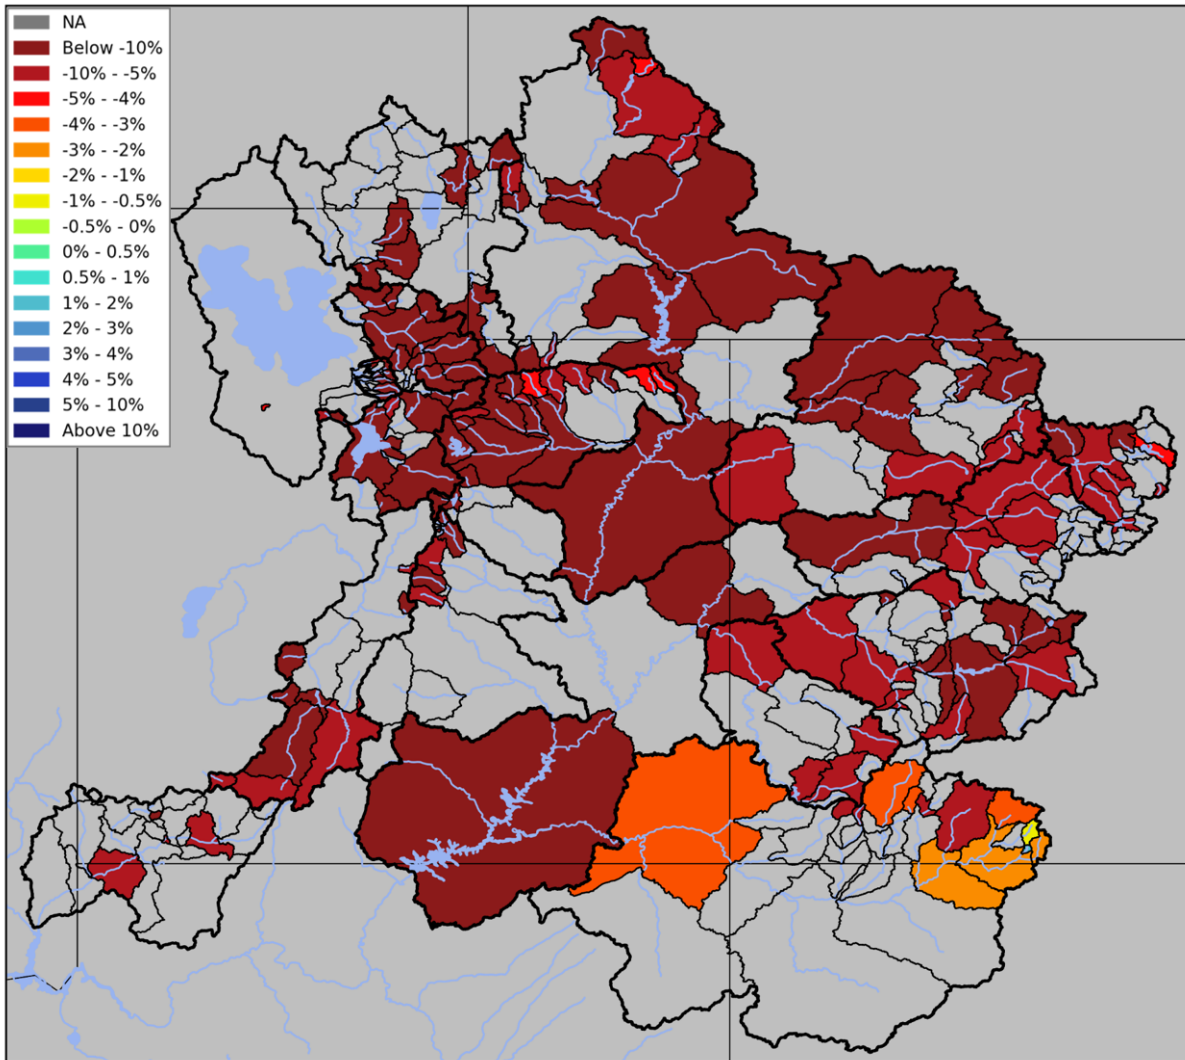 NA
Below -10%
-10% - -5%
-5% - -4%
-4% - -3%
-3% - -2%
-2% - -1%
-1% - -0.5%
-0.5% - 0%
0% - 0.5%
0.5% - 1%
1% - 2%
2% - 3%
3% - 4%
4% - 5%
5% - 10%
Above 10%